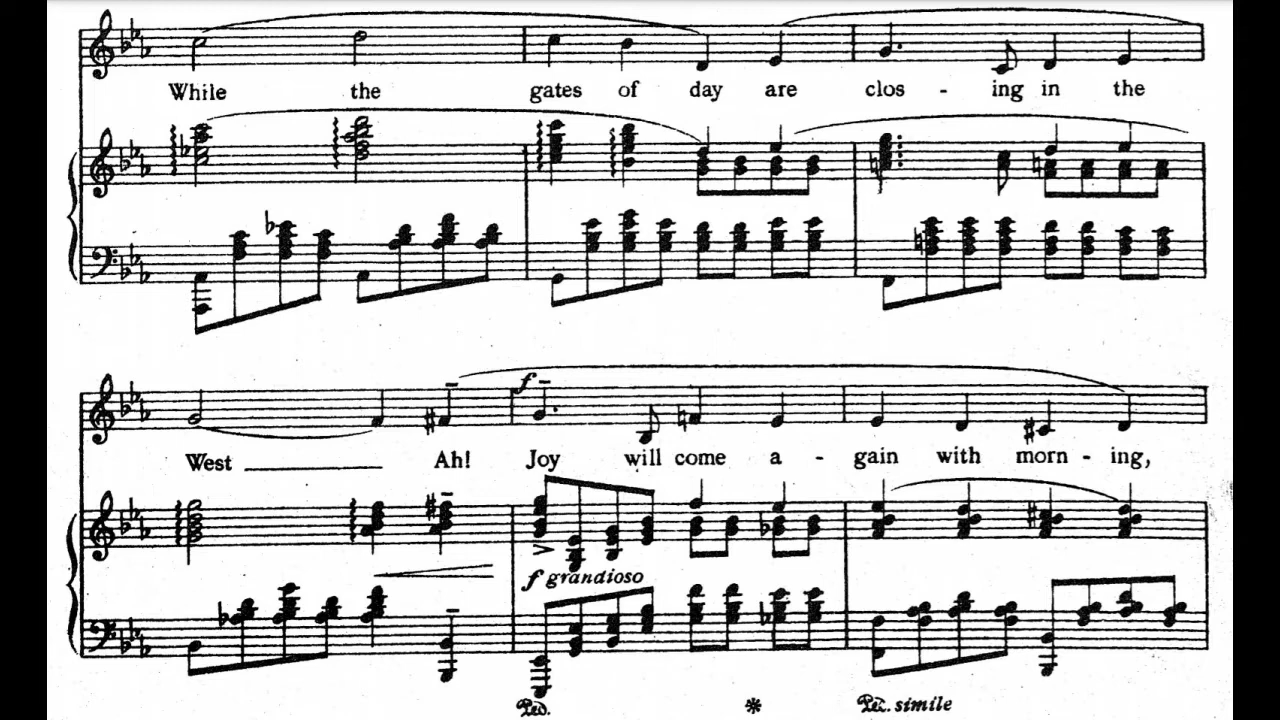 While the gates of day are clos - ing in the
West ___ Ah! Joy will come a - gain with morn - ing,
f
f grandioso
Ped. * Ped. simile